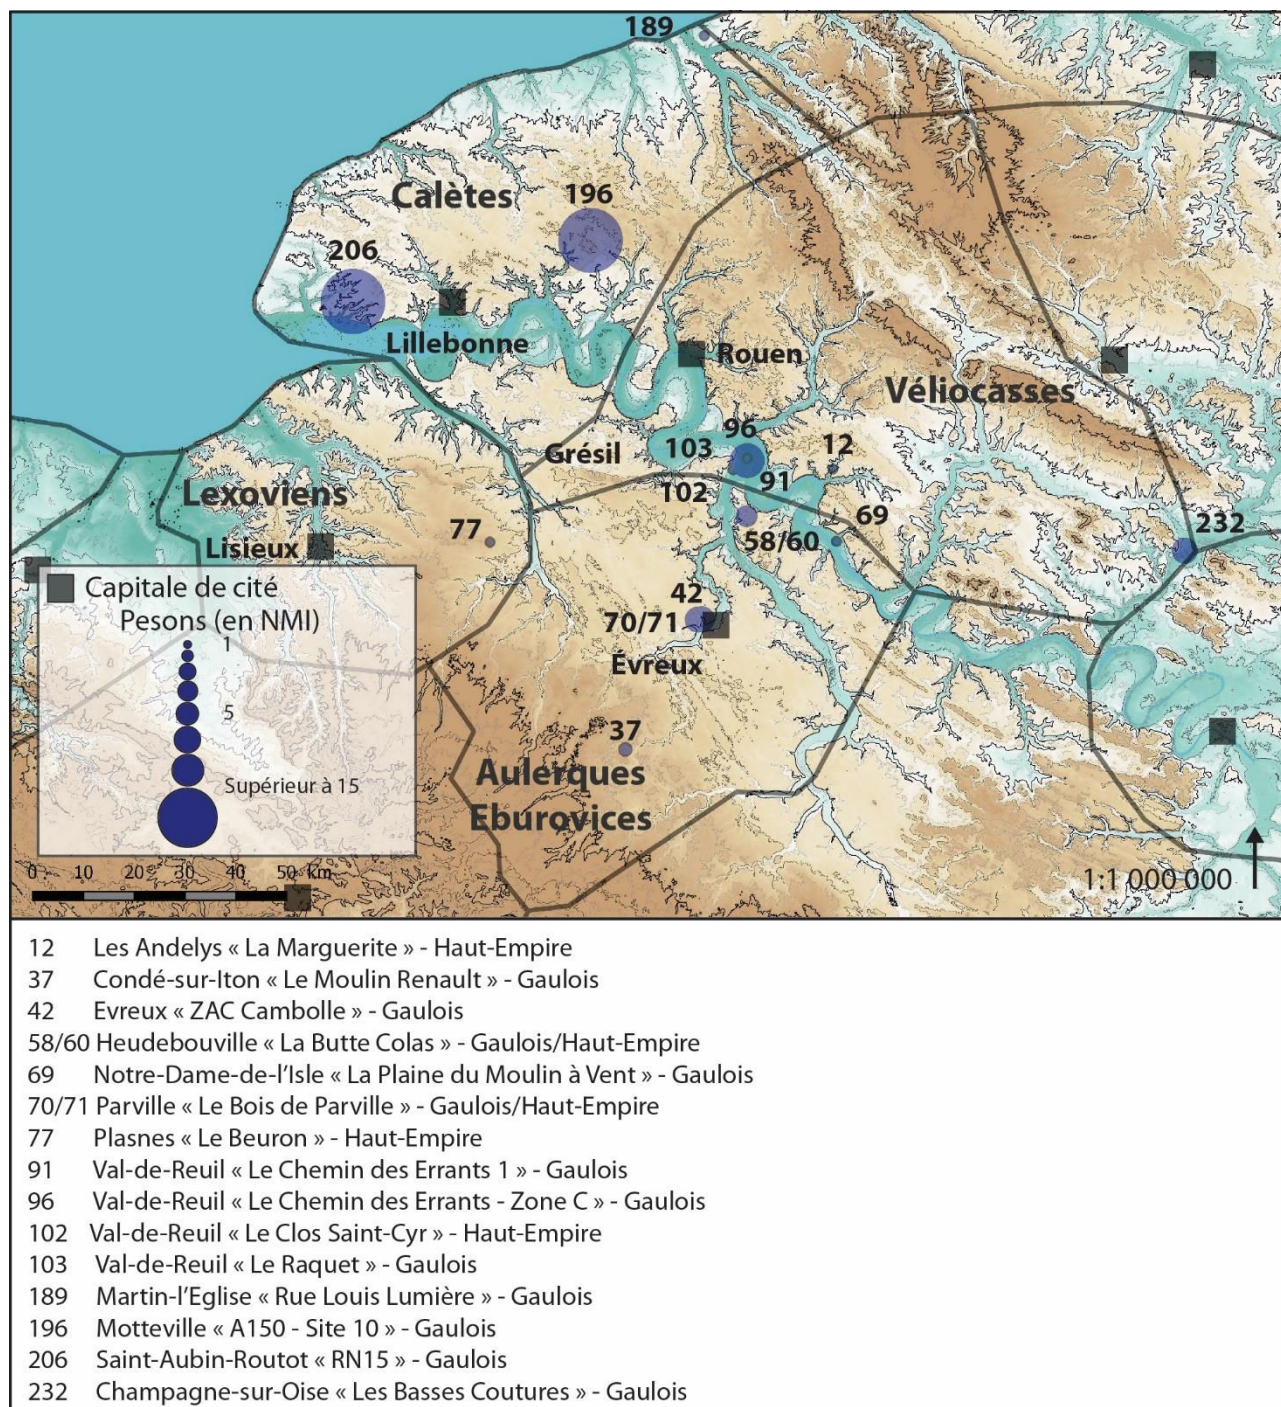 189
Calètes
196
206
Lillebonne
Rouen
Véliocasses
96
Grésil
103
12
91
102
Lexoviens
69
232
77
58/60
Lisieux
42
70/71
Évreux
37
Aulerques
Eburovices
Capitale de cité
Pesons (en NMI)
1
5
Supérieur à 15
0 10 20 30 40 50 km
1:1 000 000
12 Les Andelys « La Marguerite » - Haut-Empire
37 Condé-sur-Iton « Le Moulin Renault » - Gaulois
42 Evreux « ZAC Cambolle » - Gaulois
58/60 Heudebouville « La Butte Colas » - Gaulois/Haut-Empire
69 Notre-Dame-de-l'Isle « La Plaine du Moulin à Vent » - Gaulois
70/71 Parville « Le Bois de Parville » - Gaulois/Haut-Empire
77 Plasnes « Le Beuron » - Haut-Empire
91 Val-de-Reuil « Le Chemin des Errants 1 » - Gaulois
96 Val-de-Reuil « Le Chemin des Errants - Zone C » - Gaulois
102 Val-de-Reuil « Le Clos Saint-Cyr » - Haut-Empire
103 Val-de-Reuil « Le Raquet » - Gaulois
189 Martin-l'Eglise « Rue Louis Lumière » - Gaulois
196 Motteville « A150 - Site 10 » - Gaulois
206 Saint-Aubin-Routot « RN15 » - Gaulois
232 Champagne-sur-Oise « Les Basses Coutures » - Gaulois